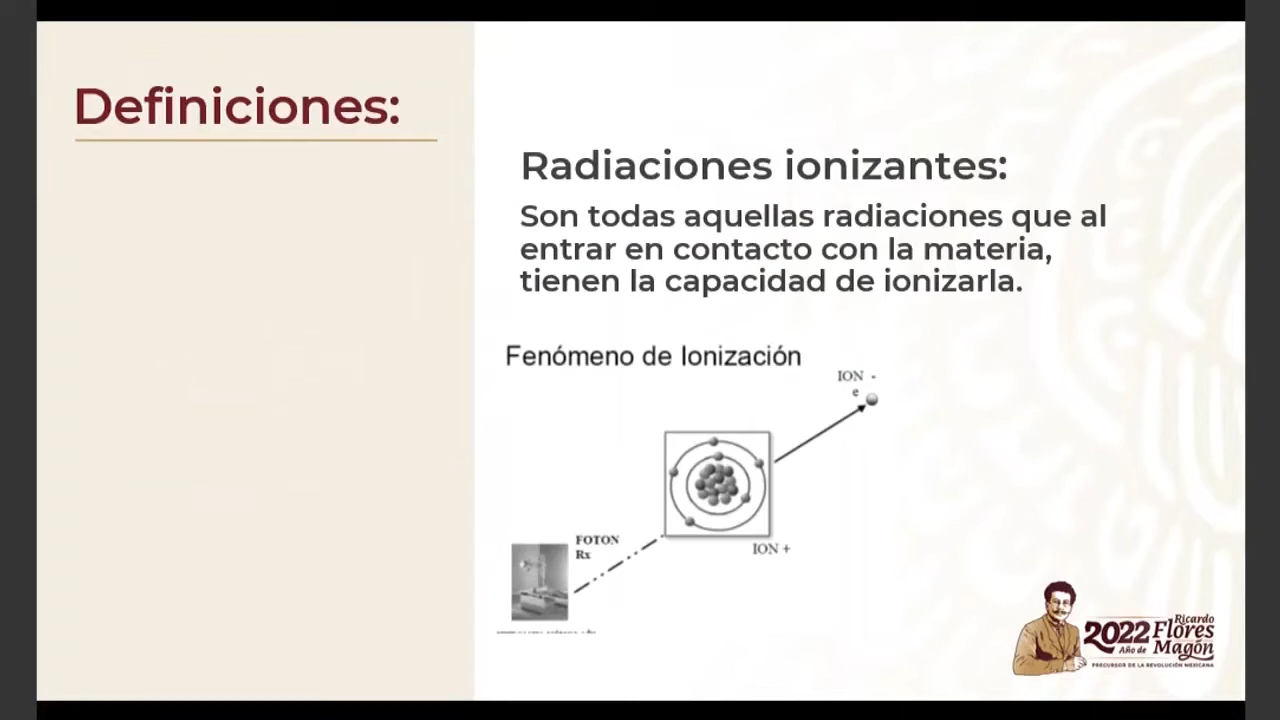 Definiciones:
Radiaciones ionizantes:
Son todas aquellas radiaciones que al
entrar en contacto con la materia,
tienen la capacidad de ionizarla.
Fenómeno de Ionización
ION -
e
FOTON
Rx
ION +
2022
Año de
Ricardo
Flores
Magón
PRECURSOR DE LA REVOLUCIÓN MEXICANA